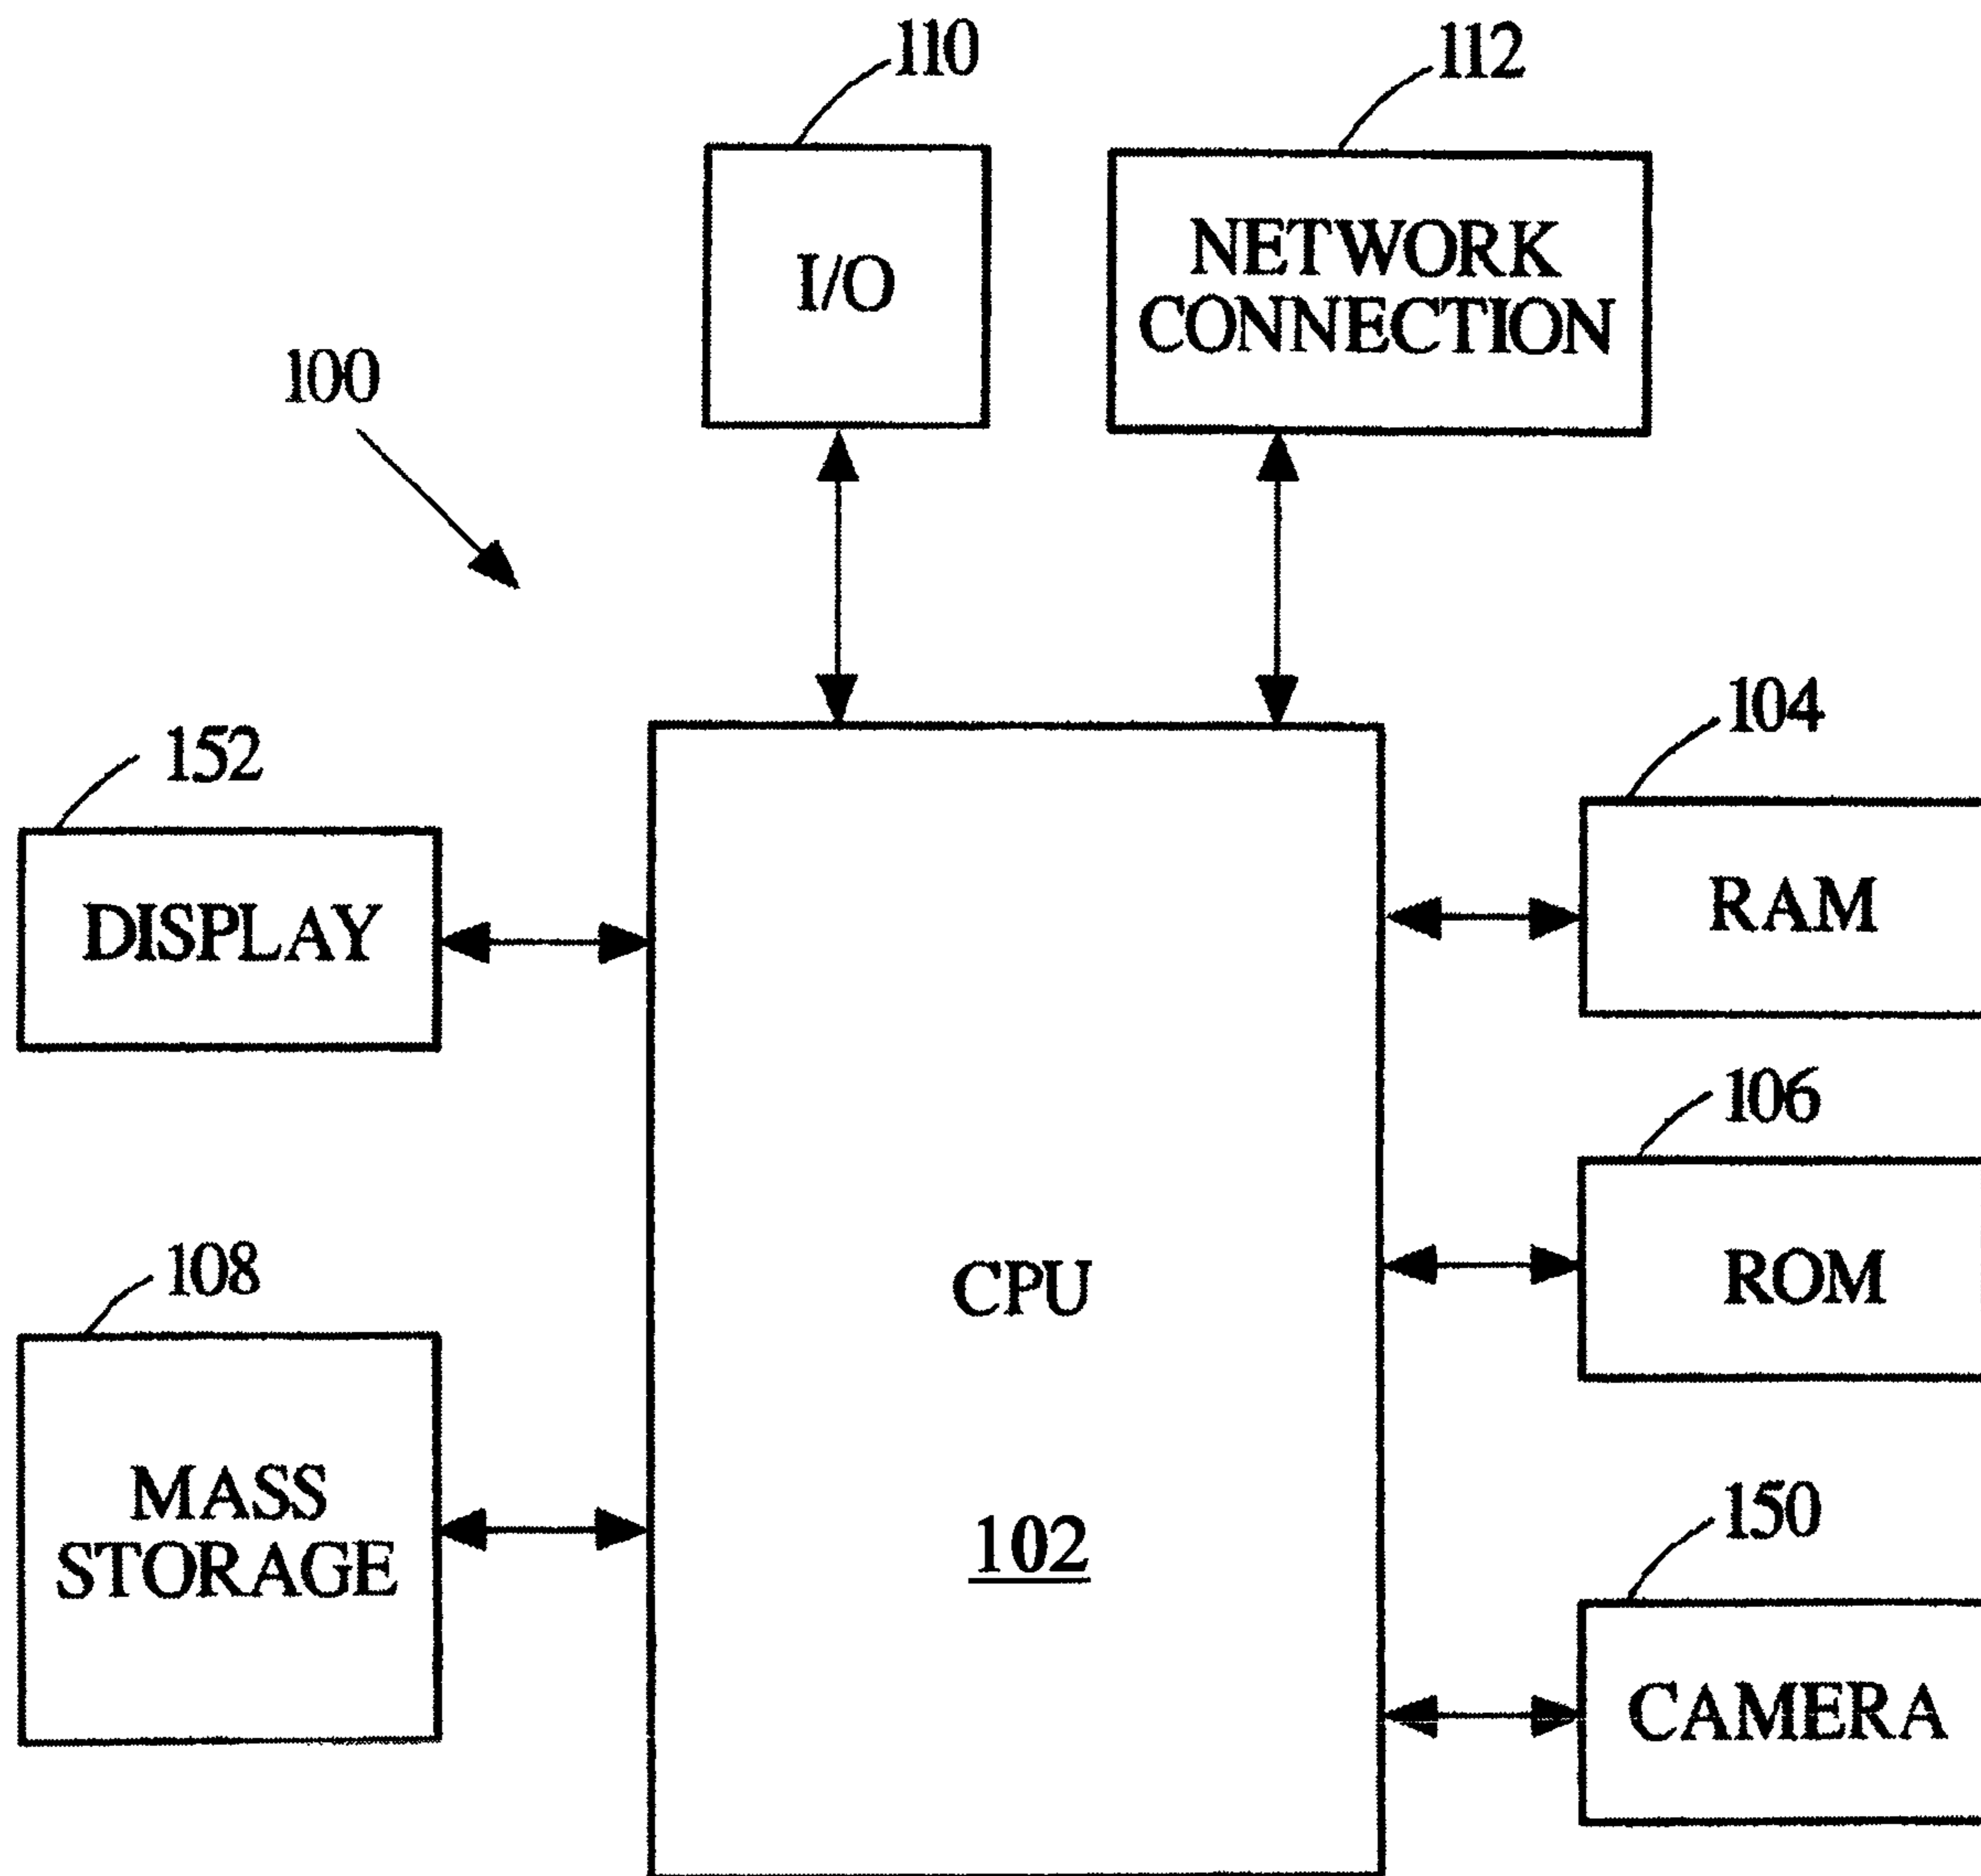 110
112
I/O
NETWORK
CONNECTION
100
152
104
DISPLAY
RAM
106
108
CPU
ROM
MASS
STORAGE
102
150
CAMERA